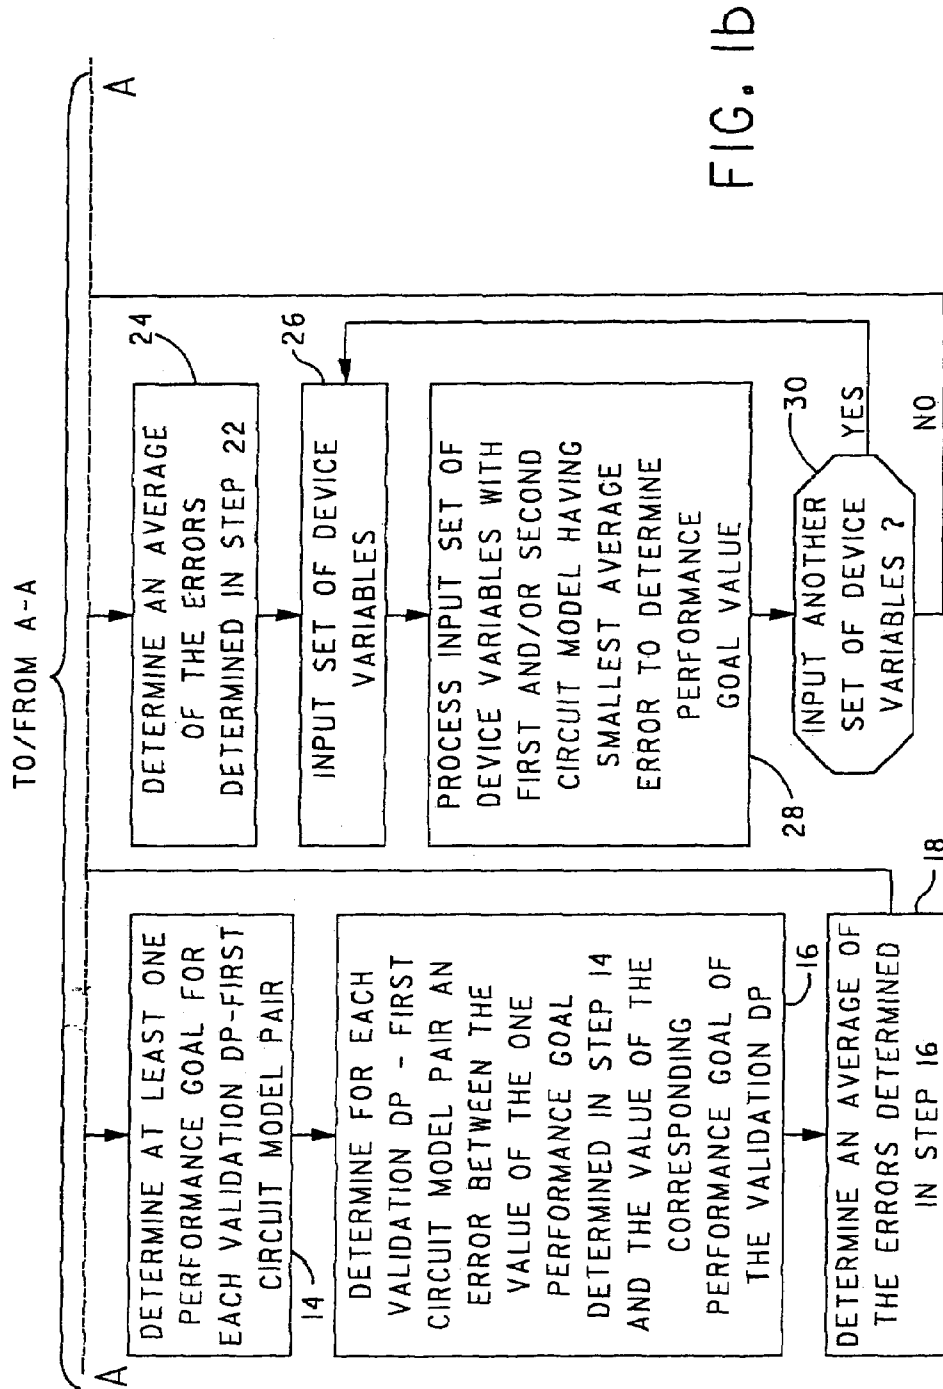 TO/FROM A-A
A
A
DETERMINE AT LEAST ONE
PERFORMANCE GOAL FOR
EACH VALIDATION DP-FIRST
CIRCUIT MODEL PAIR
14
DETERMINE FOR EACH
VALIDATION DP - FIRST
CIRCUIT MODEL PAIR AN
ERROR BETWEEN THE
VALUE OF THE ONE
PERFORMANCE GOAL
DETERMINED IN STEP 14
AND THE VALUE OF THE
CORRESPONDING
PERFORMANCE GOAL OF
THE VALIDATION DP
16
DETERMINE AN AVERAGE OF
THE ERRORS DETERMINED
IN STEP 16
18
DETERMINE AN AVERAGE
OF THE ERRORS
DETERMINED IN STEP 22
24
INPUT SET OF DEVICE
VARIABLES
26
PROCESS INPUT SET OF
DEVICE VARIABLES WITH
FIRST AND/OR SECOND
CIRCUIT MODEL HAVING
SMALLEST AVERAGE
ERROR TO DETERMINE
PERFORMANCE
GOAL VALUE
28
INPUT ANOTHER
SET OF DEVICE
VARIABLES ?
30
YES
NO
FIG. 1b